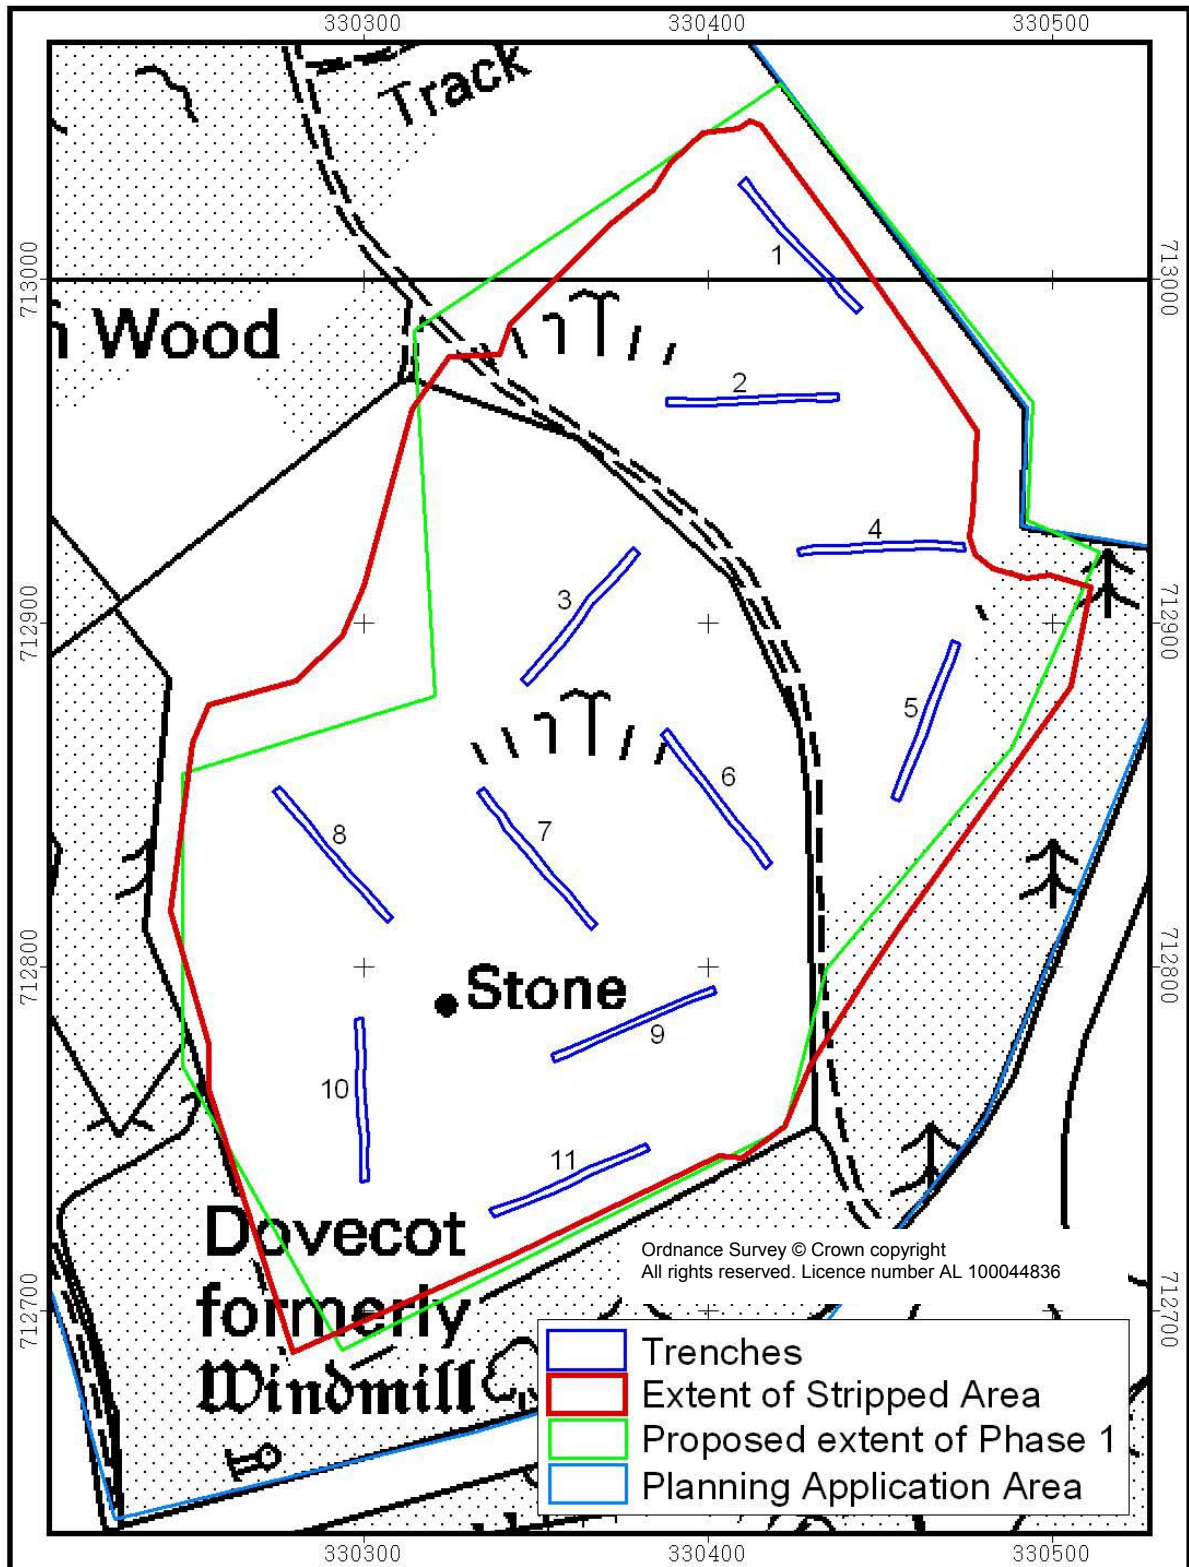 330300
330400
330500
Track
713000
713000
1
Wood
2
4
3
712900
712900
5
6
7
8
712800
712800
Stone
9
10
11
Dovecot
formerly
Windmill
Ordnance Survey © Crown copyright
All rights reserved. Licence number AL 100044836
712700
712700
Trenches
Extent of Stripped Area
Proposed extent of Phase 1
Planning Application Area
330300
330400
330500